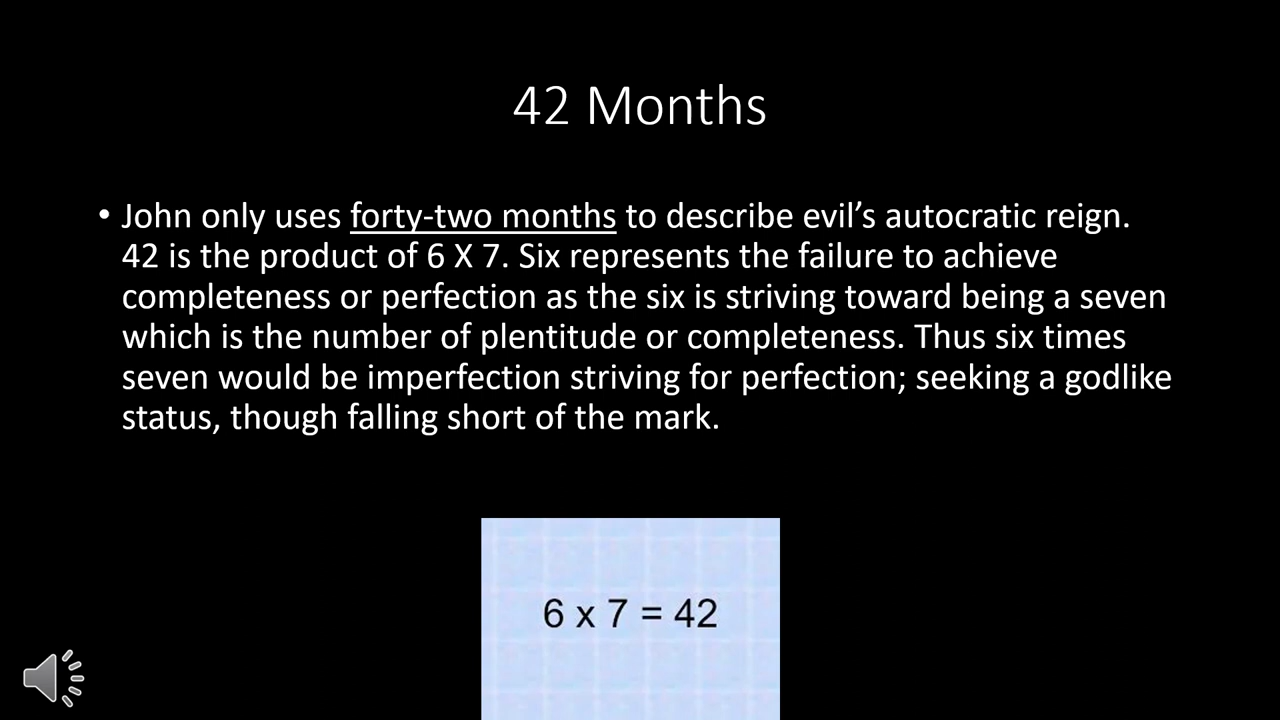 42 Months
• John only uses forty-two months to describe evil’s autocratic reign.
42 is the product of 6 X 7. Six represents the failure to achieve
completeness or perfection as the six is striving toward being a seven
which is the number of plentitude or completeness. Thus six times
seven would be imperfection striving for perfection; seeking a godlike
status, though falling short of the mark.
6 x 7 = 42